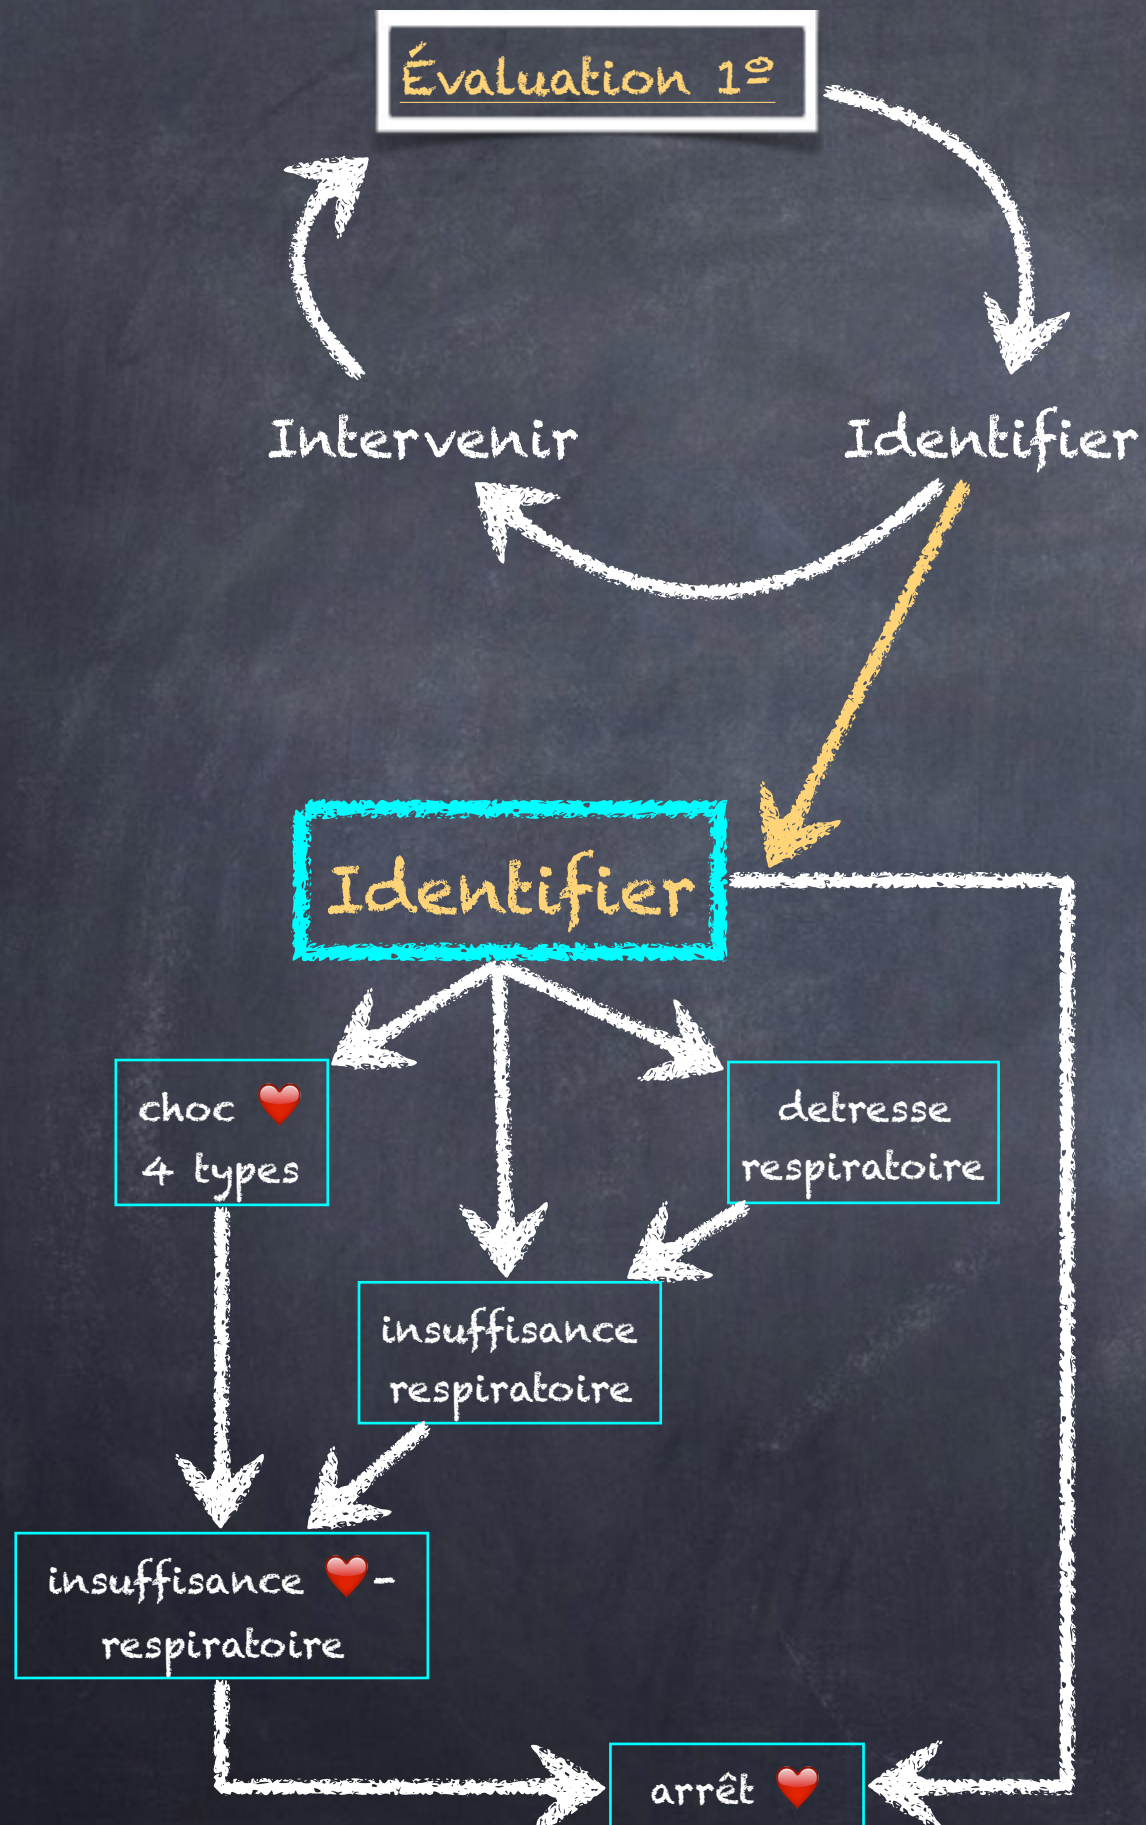 Évaluation 1º
Intervenir
Identifier
Identifier
choc ❤️
4 types
detresse
respiratoire
insuffisance
respiratoire
insuffisance ❤️-
respiratoire
arrêt ❤️